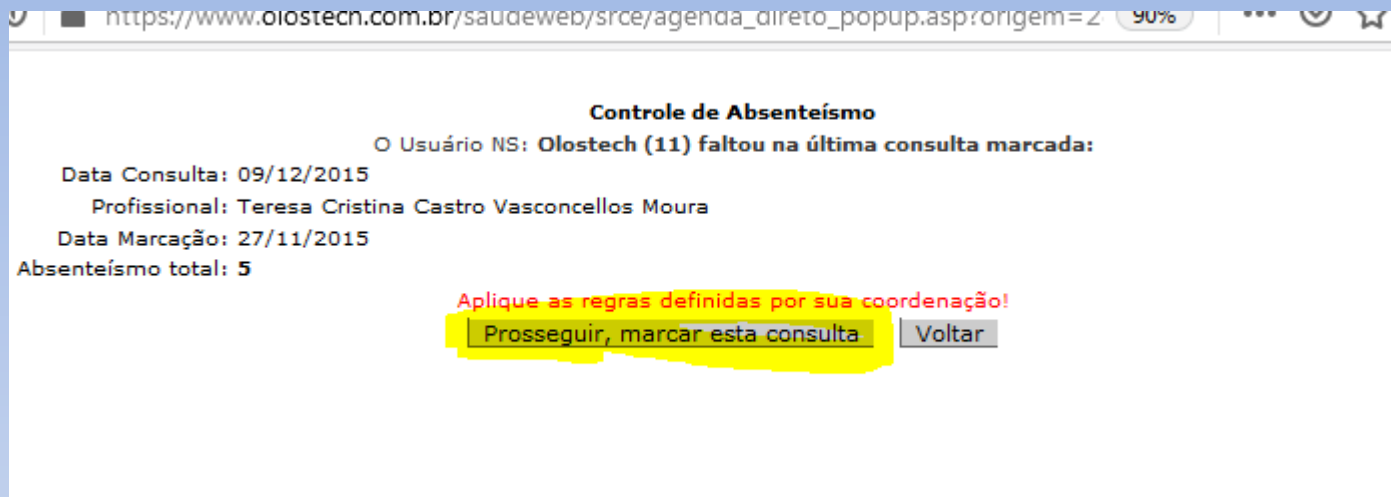 https://www.olostech.com.br/saudeweb/srce/agenda_direto_popup.asp?origem=2 90%
Controle de Absenteísmo
O Usuário NS: Olostech (11) faltou na última consulta marcada:
Data Consulta: 09/12/2015
Profissional: Teresa Cristina Castro Vasconcellos Moura
Data Marcação: 27/11/2015
Absenteísmo total: 5
Aplique as regras definidas por sua coordenação!
Prosseguir, marcar esta consulta Voltar